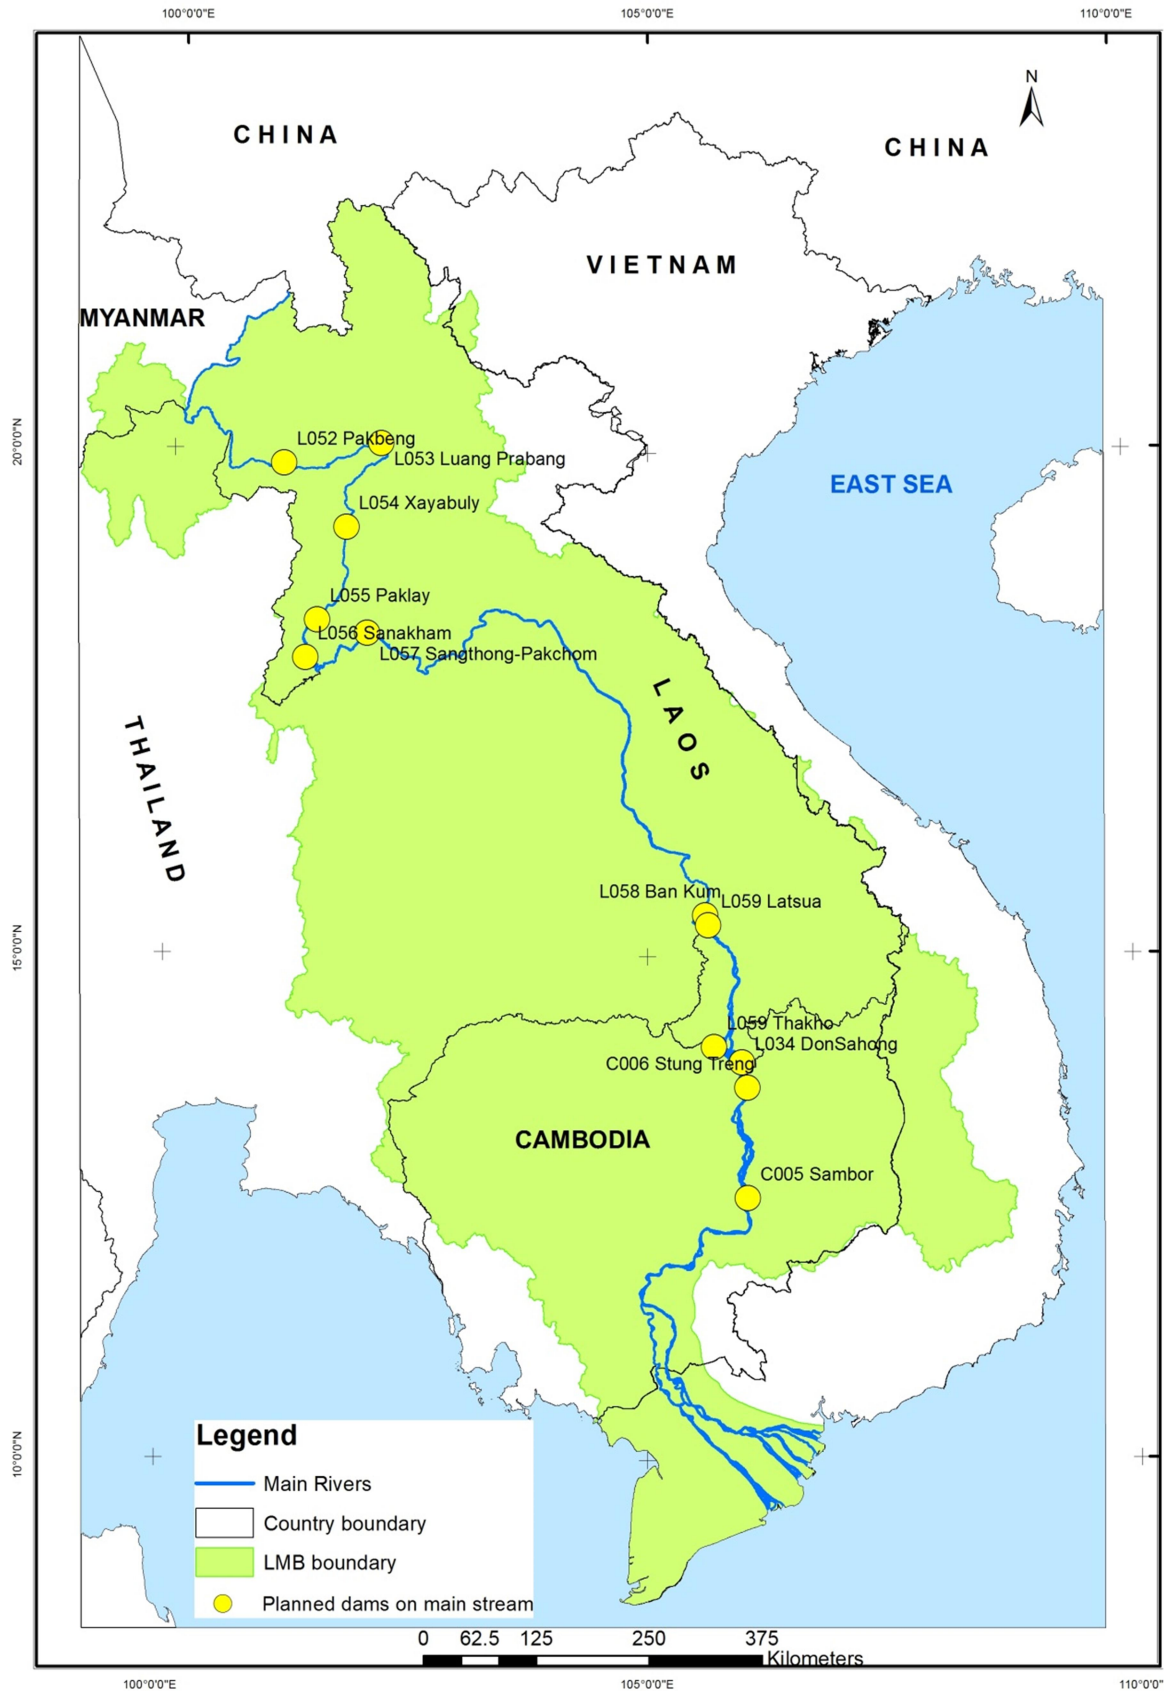 100°0'0"E
105°0'0"E
110°0'0"E
N
CHINA
CHINA
VIETNAM
MYANMAR
20°0'0"N
L052 Pakbeng
L053 Luang Prabang
EAST SEA
L054 Xayabuly
L055 Paklay
L056 Sanakham
L057 Sangthong-Pakchom
LAOS
THAILAND
L058 Ban Kum
L059 Latsua
15°0'0"N
L059 Thakho
L034 DonSahong
C006 Stung Treng
CAMBODIA
C005 Sambor
10°0'0"N
Legend
Main Rivers
Country boundary
LMB boundary
Planned dams on main stream
0 62.5 125 250 375
Kilometers
100°0'0"E
105°0'0"E
110°0'0"